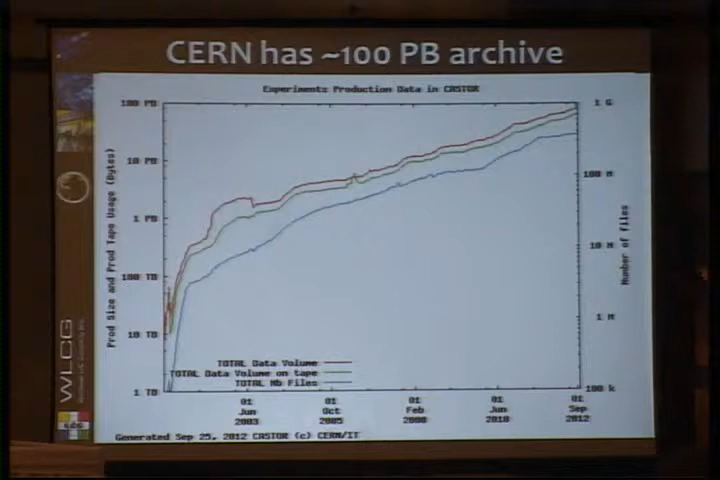 CERN has ~100 PB archive
Experiments Production Data in CASTOR
100 PB
10 PB
1 PB
100 TB
10 TB
1 TB
Prod Size and Prod Tape Usage (Bytes)
1 G
100 M
10 M
1 M
100 k
Number of files
TOTAL Data Volume
TOTAL Data Volume on tape
TOTAL Nb Files
01 Jun 2003
01 Oct 2005
01 Feb 2008
01 Jun 2010
01 Sep 2012
Generated Sep 25, 2012 CASTOR (c) CERN/IT
WLCG